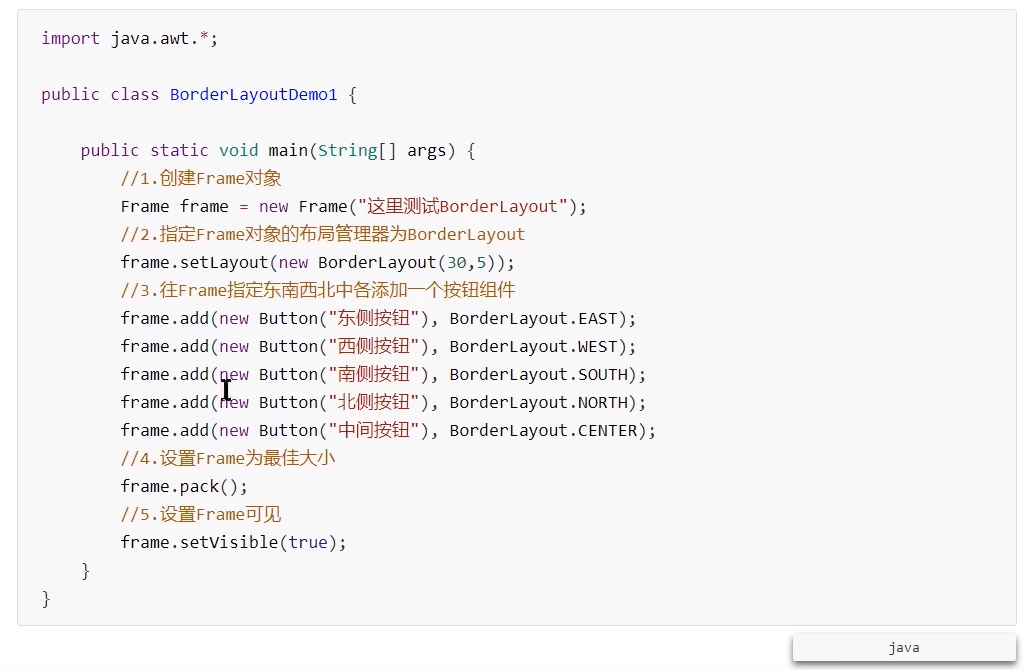 import java.awt.*;
public class BorderLayoutDemo1 {
public static void main(String[] args) {
//1.创建Frame对象
Frame frame = new Frame("这里测试BorderLayout");
//2.指定Frame对象的布局管理器为BorderLayout
frame.setLayout(new BorderLayout(30,5));
//3.往Frame指定东南西北中各添加一个按钮组件
frame.add(new Button("东侧按钮"), BorderLayout.EAST);
frame.add(new Button("西侧按钮"), BorderLayout.WEST);
frame.add(new Button("南侧按钮"), BorderLayout.SOUTH);
frame.add(new Button("北侧按钮"), BorderLayout.NORTH);
frame.add(new Button("中间按钮"), BorderLayout.CENTER);
//4.设置Frame为最佳大小
frame.pack();
//5.设置Frame可见
frame.setVisible(true);
}
}
java